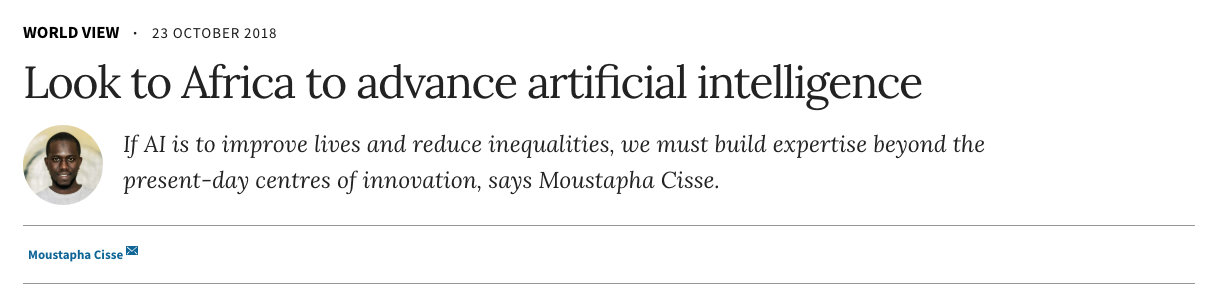 WORLD VIEW · 23 OCTOBER 2018
Look to Africa to advance artificial intelligence
If AI is to improve lives and reduce inequalities, we must build expertise beyond the
present-day centres of innovation, says Moustapha Cisse.
Moustapha Cisse